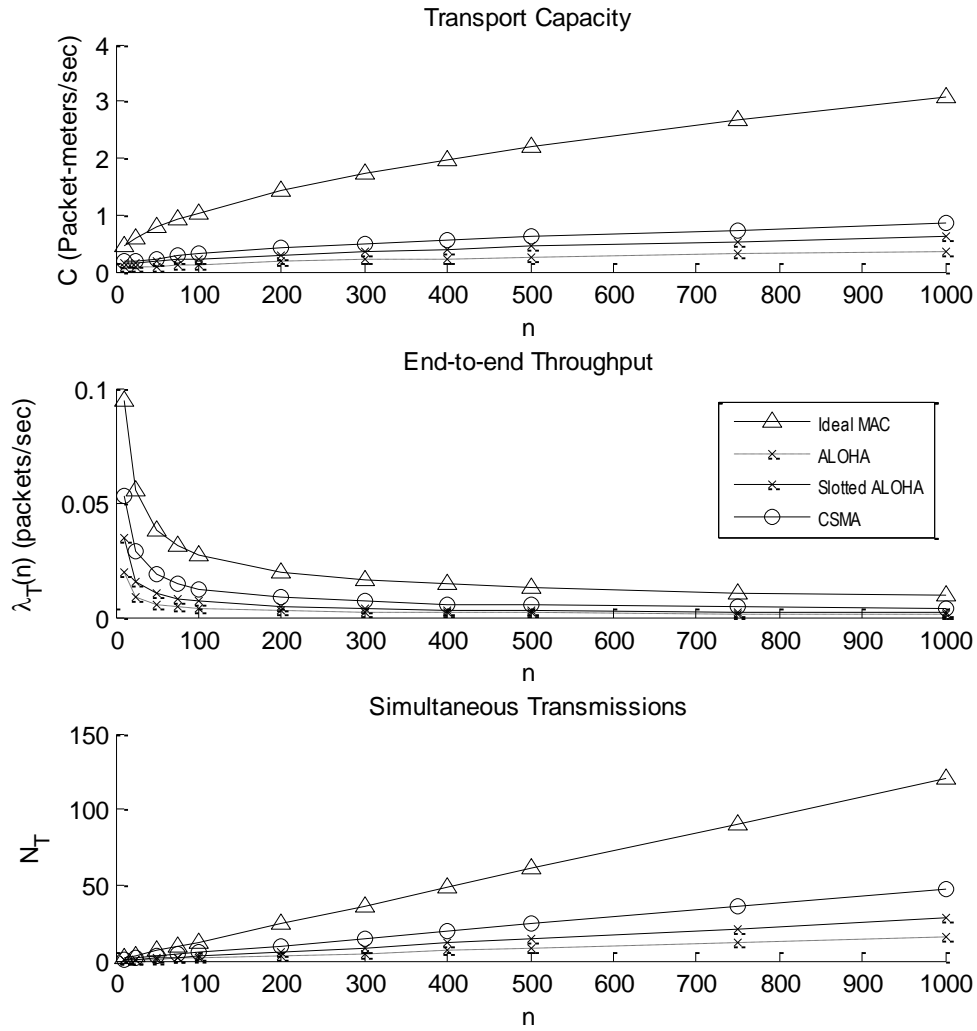 Transport Capacity
4
3
2
1
0
C (Packet-meters/sec)
0 100 200 300 400 500 600 700 800 900 1000
n
End-to-end Throughput
0.1
0.05
0
λT(n) (packets/sec)
Ideal MAC
ALOHA
Slotted ALOHA
CSMA
0 100 200 300 400 500 600 700 800 900 1000
n
Simultaneous Transmissions
150
100
50
0
NT
0 100 200 300 400 500 600 700 800 900 1000
n